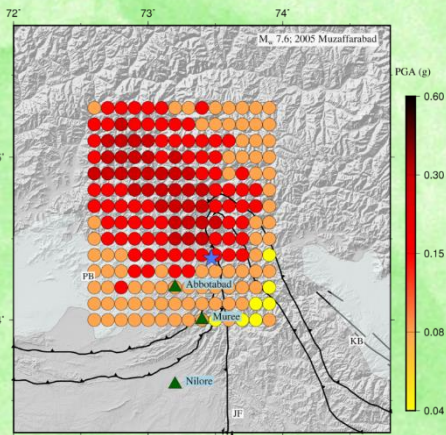 72°
73°
74°
M_w 7.6; 2005 Muzaffarabad
PGA (g)
0.60
0.30
0.15
0.08
0.04
PB
Abbotabad
Muree
KB
Nilore
JF